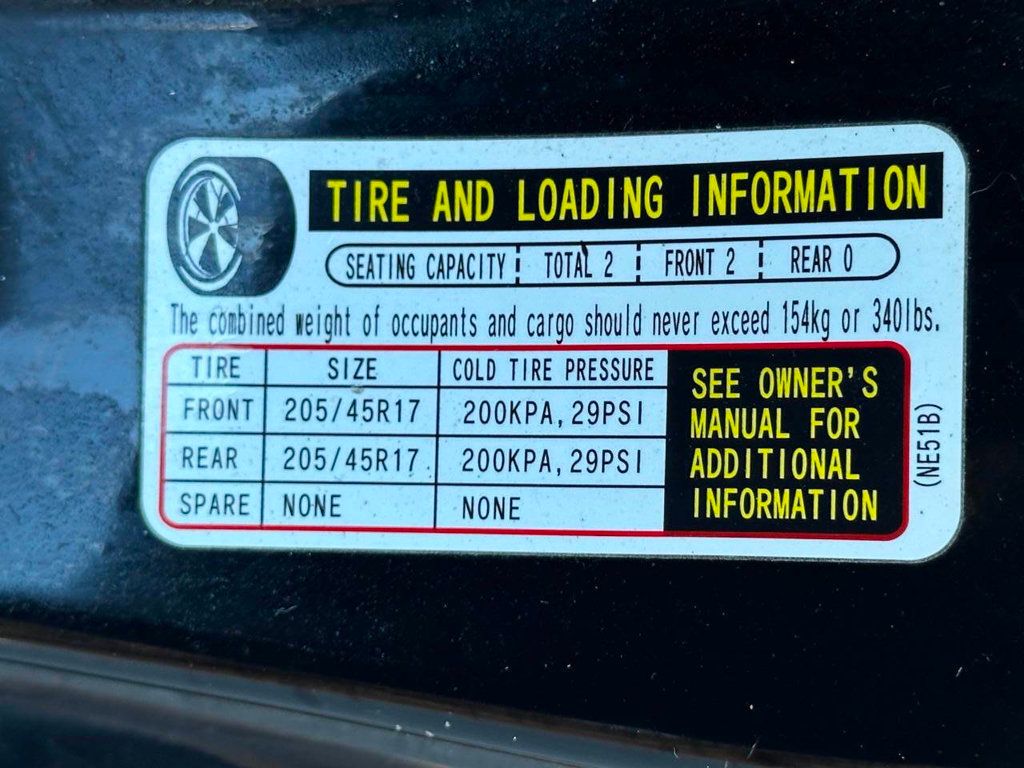 TIRE AND LOADING INFORMATION
SEATING CAPACITY TOTAL 2 FRONT 2 REAR 0
The combined weight of occupants and cargo should never exceed 154kg or 340lbs.
TIRE SIZE COLD TIRE PRESSURE
FRONT 205/45R17 200KPA,29PSI
REAR 205/45R17 200KPA,29PSI
SPARE NONE NONE
SEE OWNER'S
MANUAL FOR
ADDITIONAL
INFORMATION
(NE51B)